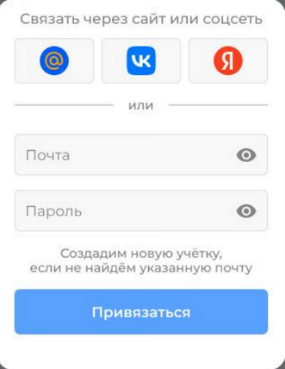 Связать через сайт или соцсеть
или
Почта
Пароль
Создадим новую учётку,
если не найдём указанную почту
Привязаться